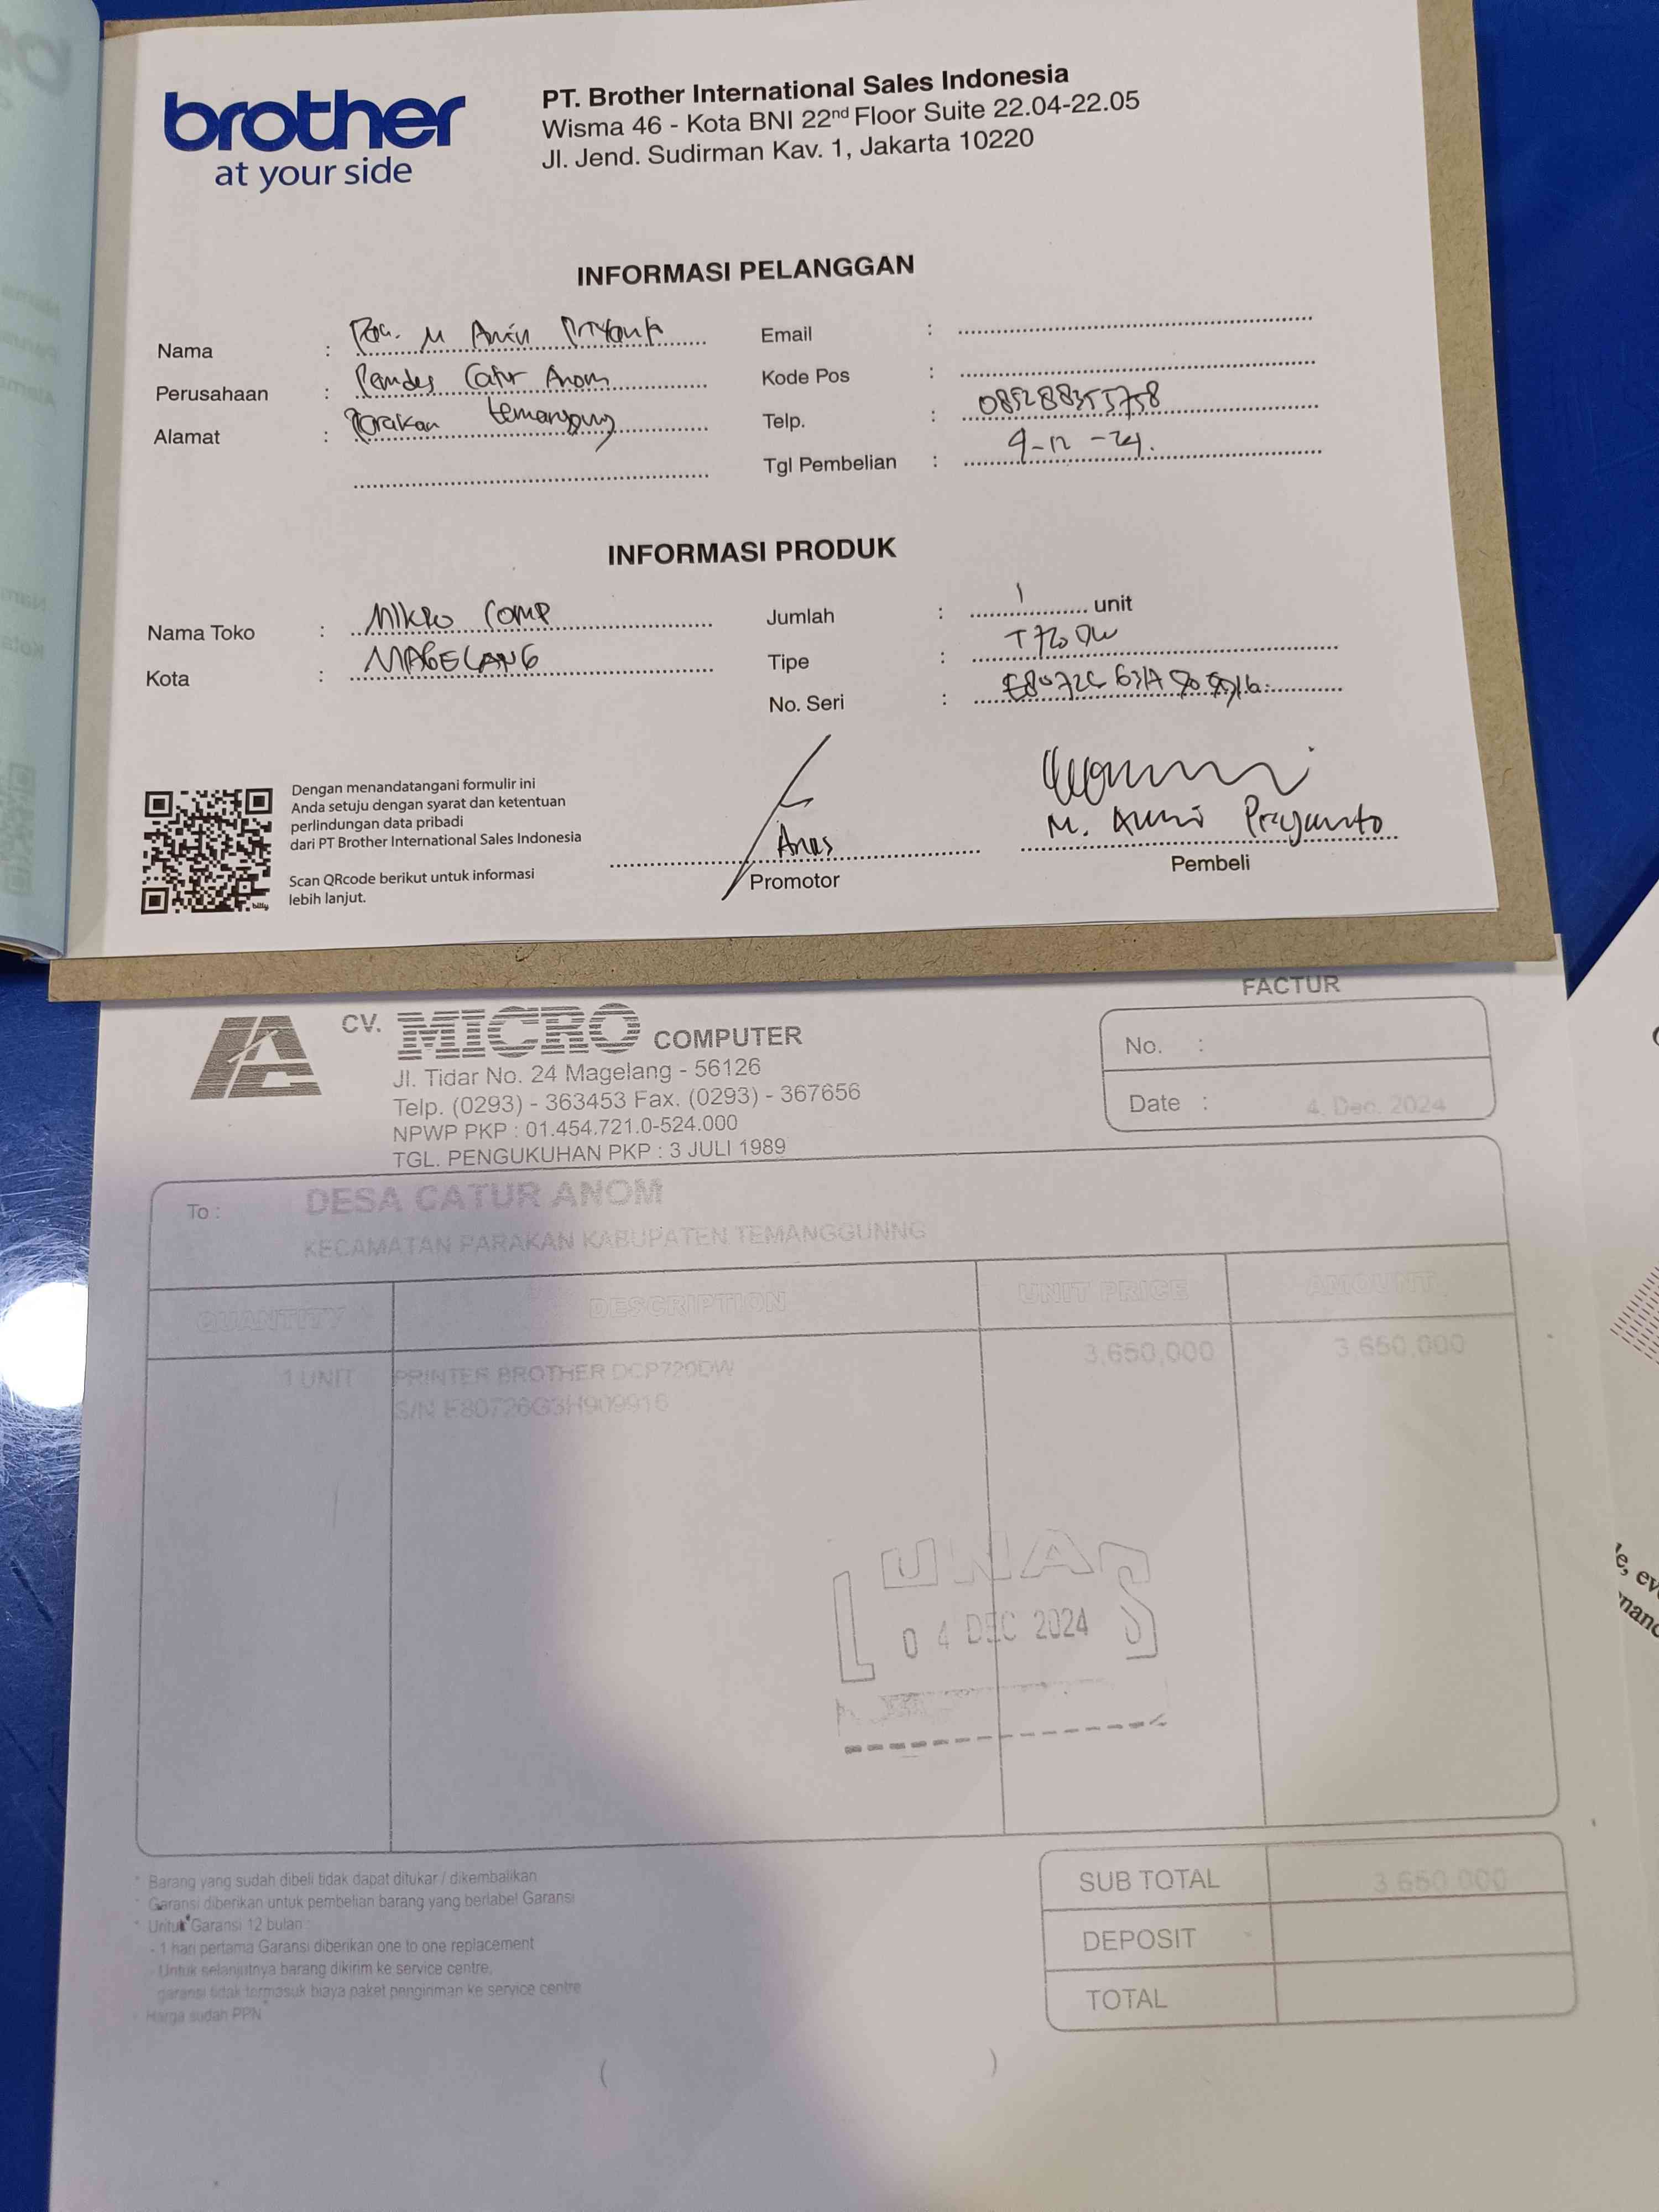 brother
at your side
PT. Brother International Sales Indonesia
Wisma 46 - Kota BNI 22nd Floor Suite 22.04-22.05
Jl. Jend. Sudirman Kav. 1, Jakarta 10220
INFORMASI PELANGGAN
Nama : M
Perusahaan : Pemdes Catur Anom
Alamat : Parakan temanggung
Email :
Kode Pos :
Telp. : 085288355758
Tgl Pembelian :
INFORMASI PRODUK
Nama Toko : MIKRO COMP
Kota : MAGELANG
Jumlah : 1 unit
Tipe : T720DW
No. Seri :
Dengan menandatangani formulir ini
Anda setuju dengan syarat dan ketentuan
perlindungan data pribadi
dari PT Brother International Sales Indonesia
Scan QRcode berikut untuk informasi
lebih lanjut.
Anas
Promotor
M. Priyanto
Pembeli
FACTUR
CV. MICRO COMPUTER
Jl. Tidar No. 24 Magelang - 56126
Telp. (0293) - 363453 Fax. (0293) - 367656
NPWP PKP : 01.454.721.0-524.000
TGL. PENGUKUHAN PKP : 3 JULI 1989
No. :
Date : 4. Dec. 2024
To : DESA CATUR ANOM
KECAMATAN PARAKAN KABUPATEN TEMANGGUNNG
QUANTITY DESCRIPTION UNIT PRICE AMOUNT
1 UNIT PRINTER BROTHER DCP720DW 3,650,000 3,650,000
S/N E80726G3H909916
LUNAS
04 DEC 2024
* Barang yang sudah dibeli tidak dapat ditukar / dikembalikan
* Garansi diberikan untuk pembelian barang yang berlabel Garansi
* Untuk Garansi 12 bulan :
- 1 hari pertama Garansi diberikan one to one replacement
- Untuk selanjutnya barang dikirim ke service centre,
garansi tidak termasuk biaya paket pengiriman ke service centre
* Harga sudah PPN
SUB TOTAL 3,650,000
DEPOSIT
TOTAL
( )